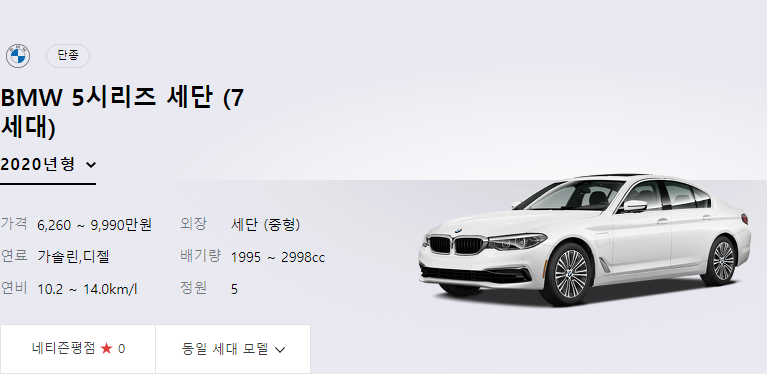 단종
BMW 5시리즈 세단 (7
세대)
2020년형
가격 6,260 ~ 9,990만원 외장 세단 (중형)
연료 가솔린,디젤 배기량 1995 ~ 2998cc
연비 10.2 ~ 14.0km/l 정원 5
네티즌평점 ★ 0 동일 세대 모델